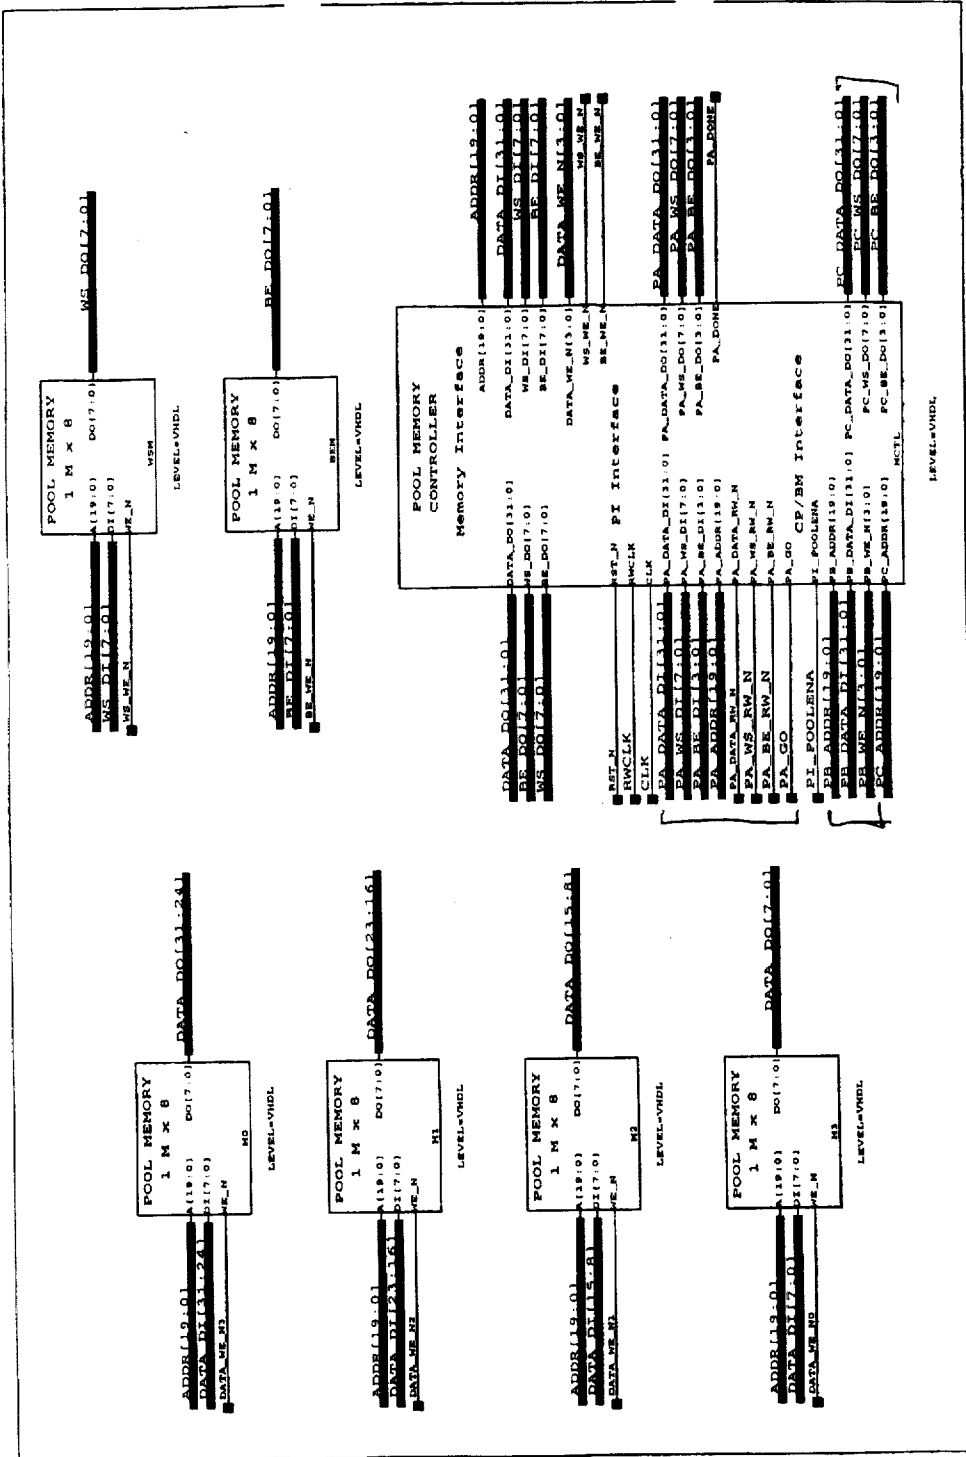 POOL MEMORY
1 M x 8
A[19:0] DO[7:0]
DI[7:0]
WE_N
WSM
LEVEL=VHDL
ADDR[19:0]
WS_DI[7:0]
WS_WE_N
WS_DO[7:0]
POOL MEMORY
1 M x 8
A[19:0] DO[7:0]
DI[7:0]
WE_N
BEM
LEVEL=VHDL
ADDR[19:0]
BE_DI[7:0]
BE_WE_N
BE_DO[7:0]
POOL MEMORY
CONTROLLER
Memory Interface
ADDR[19:0]
DATA_DO[31:0] DATA_DI[31:0]
WS_DO[7:0] WS_DI[7:0]
BE_DO[7:0] BE_DI[7:0]
DATA_WE_N[3:0]
WS_WE_N
BE_WE_N
RST_N PI Interface
RWCLK
CLK
PA_DATA_DI[31:0] PA_DATA_DO[31:0]
PA_WS_DI[7:0] PA_WS_DO[7:0]
PA_BE_DI[3:0] PA_BE_DO[3:0]
PA_ADDR[19:0] PA_DONE
PA_DATA_RW_N
PA_WS_RW_N
PA_BE_RW_N
PA_GO CP/BM Interface
PI_POOLENA
PB_ADDR[19:0]
PB_DATA_DI[31:0] PC_DATA_DO[31:0]
PB_WE_N[3:0] PC_WS_DO[7:0]
PC_ADDR[19:0] PC_BE_DO[3:0]
MCTL
LEVEL=VHDL
DATA_DO[31:0]
BE_DO[7:0]
WS_DO[7:0]
RST_N
RWCLK
CLK
PA_DATA_DI[31:0]
PA_WS_DI[7:0]
PA_BE_DI[3:0]
PA_ADDR[19:0]
PA_DATA_RW_N
PA_WS_RW_N
PA_BE_RW_N
PA_GO
PI_POOLENA
PB_ADDR[19:0]
PB_DATA_DI[31:0]
PB_WE_N[3:0]
PC_ADDR[19:0]
ADDR[19:0]
DATA_DI[31:0]
WS_DI[7:0]
BE_DI[7:0]
DATA_WE_N[3:0]
WS_WE_N
BE_WE_N
PA_DATA_DO[31:0]
PA_WS_DO[7:0]
PA_BE_DO[3:0]
PA_DONE
PC_DATA_DO[31:0]
PC_WS_DO[7:0]
PC_BE_DO[3:0]
POOL MEMORY
1 M x 8
A[19:0] DO[7:0]
DI[7:0]
WE_N
M0
LEVEL=VHDL
ADDR[19:0]
DATA_DI[31:24]
DATA_WE_N3
DATA_DO[31:24]
POOL MEMORY
1 M x 8
A[19:0] DO[7:0]
DI[7:0]
WE_N
M1
LEVEL=VHDL
ADDR[19:0]
DATA_DI[23:16]
DATA_WE_N2
DATA_DO[23:16]
POOL MEMORY
1 M x 8
A[19:0] DO[7:0]
DI[7:0]
WE_N
M2
LEVEL=VHDL
ADDR[19:0]
DATA_DI[15:8]
DATA_WE_N1
DATA_DO[15:8]
POOL MEMORY
1 M x 8
A[19:0] DO[7:0]
DI[7:0]
WE_N
M3
LEVEL=VHDL
ADDR[19:0]
DATA_DI[7:0]
DATA_WE_N0
DATA_DO[7:0]